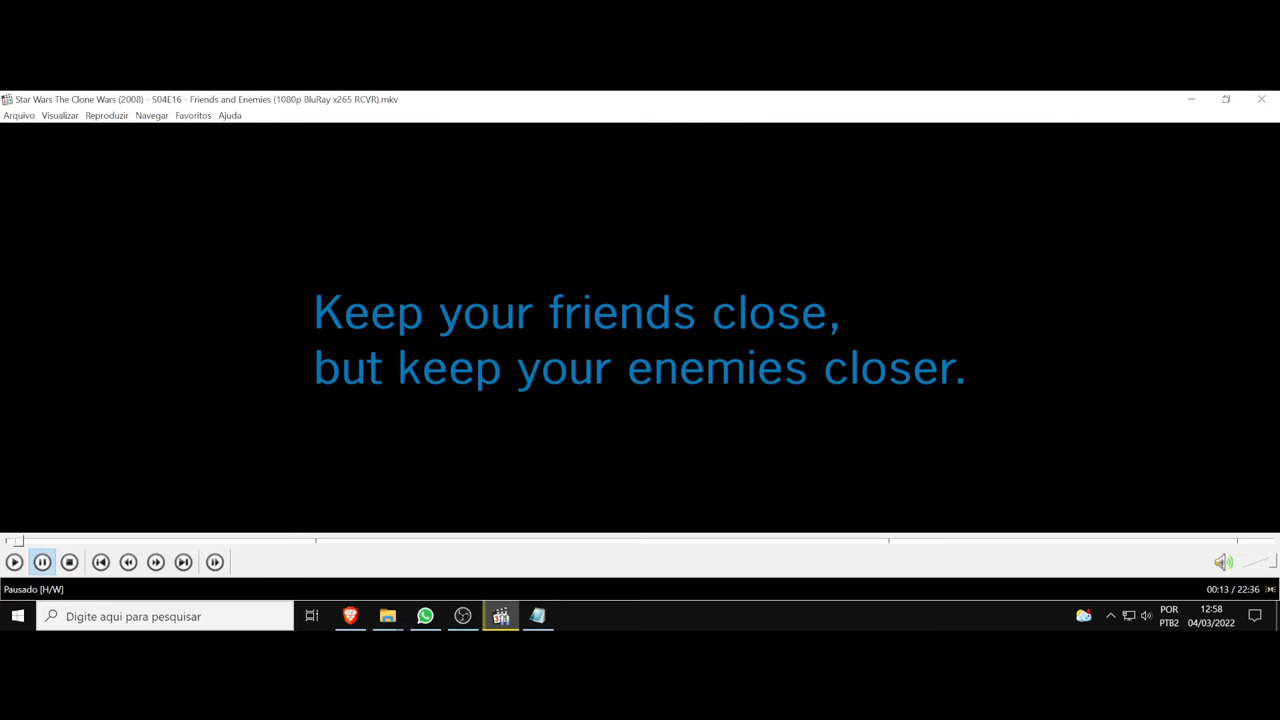 Star Wars The Clone Wars (2008) - S04E16 - Friends and Enemies (1080p BluRay x265 RCVR).mkv
Arquivo Visualizar Reproduzir Navegar Favoritos Ajuda
Keep your friends close,
but keep your enemies closer.
Pausado [H/W]
00:13 / 22:36
Digite aqui para pesquisar
POR
PTB2
12:58
04/03/2022